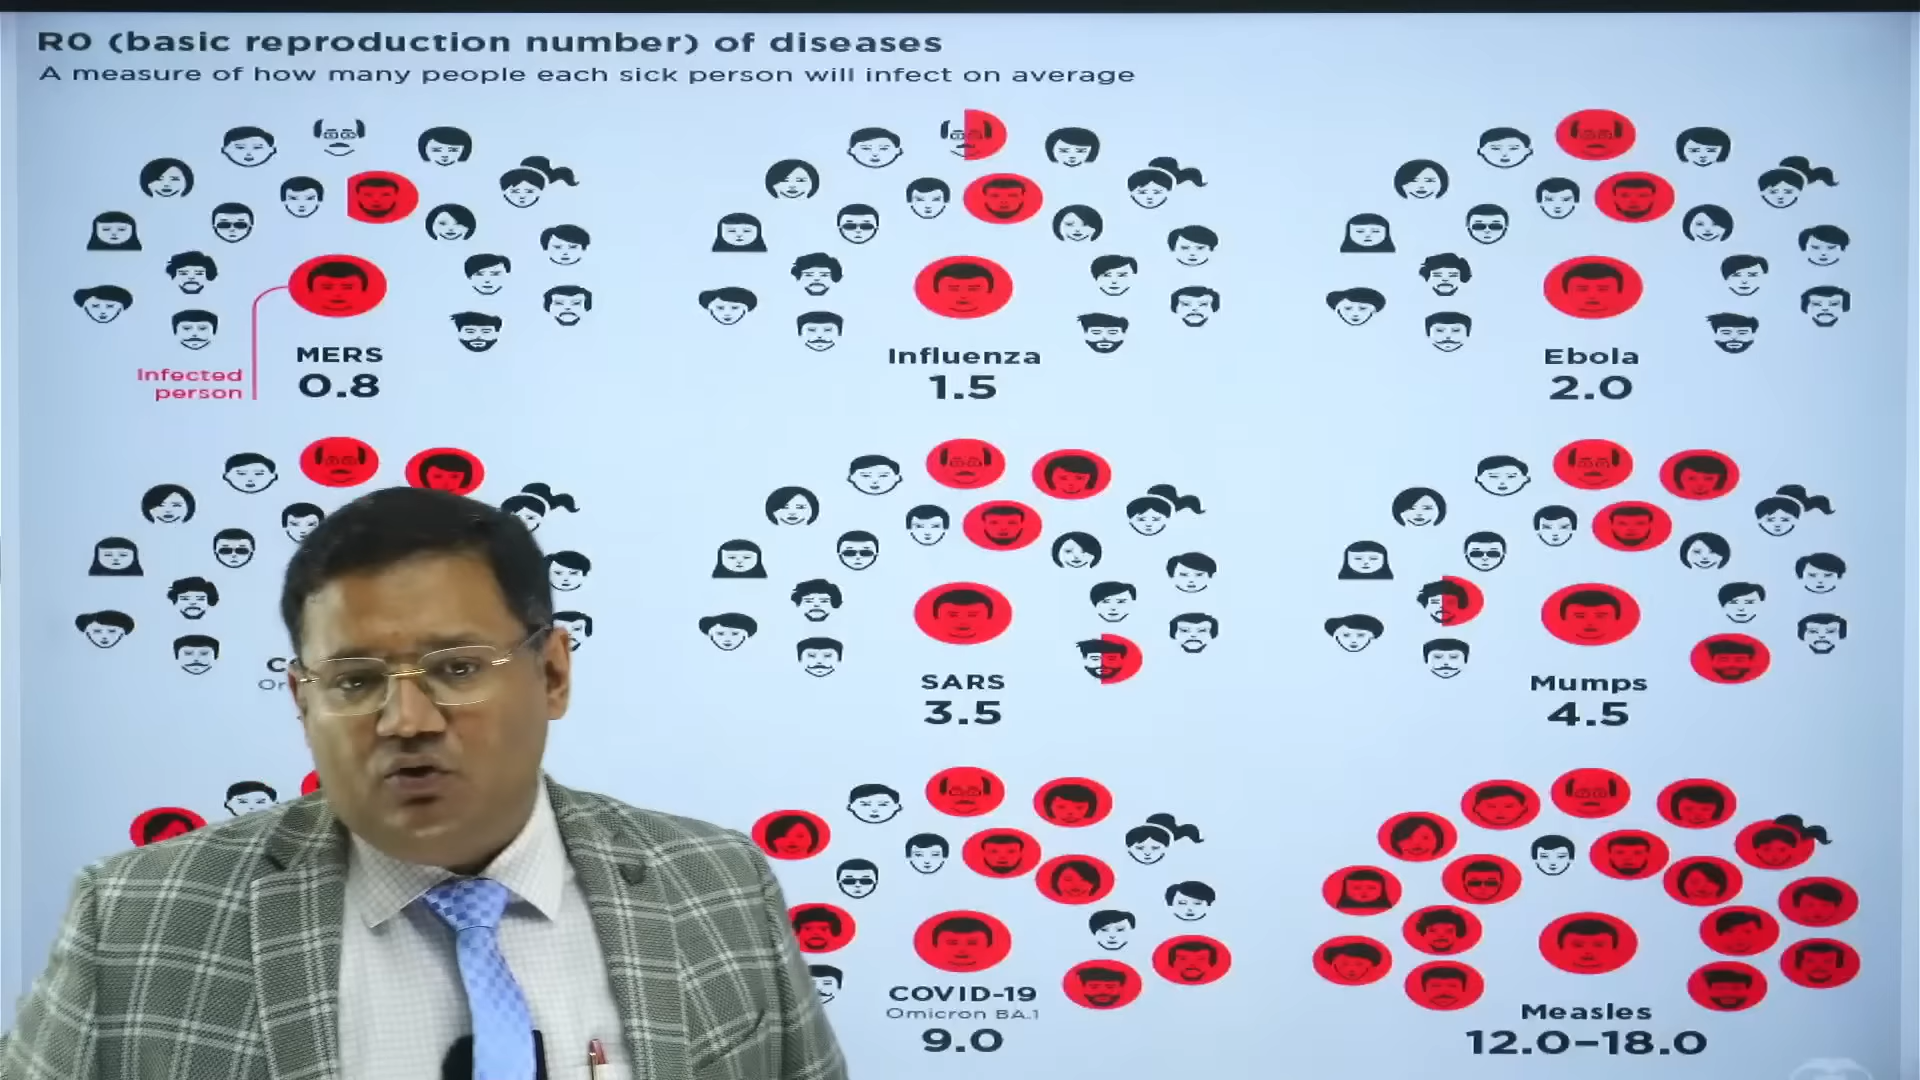 R0 (basic reproduction number) of diseases
A measure of how many people each sick person will infect on average
Infected
person
MERS
0.8
Influenza
1.5
Ebola
2.0
SARS
3.5
Mumps
4.5
COVID-19
Omicron BA.1
9.0
Measles
12.0–18.0